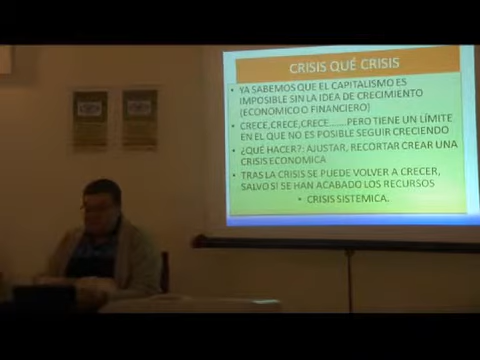 CRISIS QUÉ CRISIS
• YA SABEMOS QUE EL CAPITALISMO ES
IMPOSIBLE SIN LA IDEA DE CRECIMIENTO
(ECONOMICO O FINANCIERO)
• CRECE,CRECE,CRECE......PERO TIENE UN LÍMITE
EN EL QUE NO ES POSIBLE SEGUIR CRECIENDO
• ¿QUÉ HACER?: AJUSTAR, RECORTAR CREAR UNA
CRISIS ECONOMICA
• TRAS LA CRISIS SE PUEDE VOLVER A CRECER,
SALVO SI SE HAN ACABADO LOS RECURSOS
• CRISIS SISTEMICA.